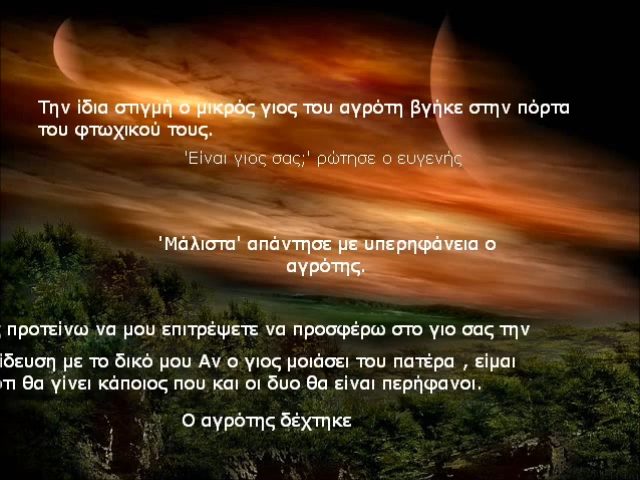 Την ίδια στιγμή ο μικρός γιος του αγρότη βγήκε στην πόρτα
του φτωχικού τους.
'Είναι γιος σας;' ρώτησε ο ευγενής
'Μάλιστα' απάντησε με υπερηφάνεια ο
αγρότης.
προτείνω να μου επιτρέψετε να προσφέρω στο γιο σας την
με το δικό μου Αν ο γιος μοιάσει του πατέρα , είμαι
θα γίνει κάποιος που και οι δυο θα είναι περήφανοι.
Ο αγρότης δέχτηκε